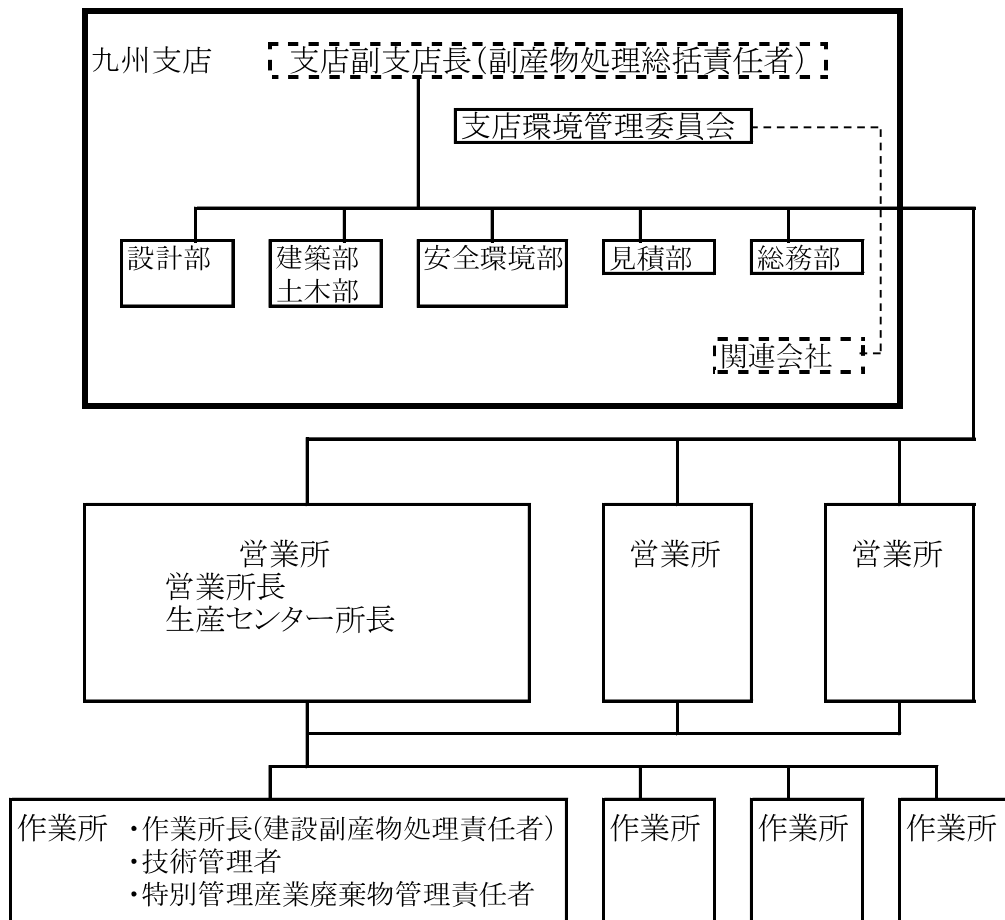 九州支店
支店副支店長(副産物処理総括責任者)
支店環境管理委員会
設計部
建築部
土木部
安全環境部
見積部
総務部
関連会社
営業所
営業所長
生産センター所長
営業所
営業所
作業所
・作業所長(建設副産物処理責任者)
・技術管理者
・特別管理産業廃棄物管理責任者
作業所
作業所
作業所